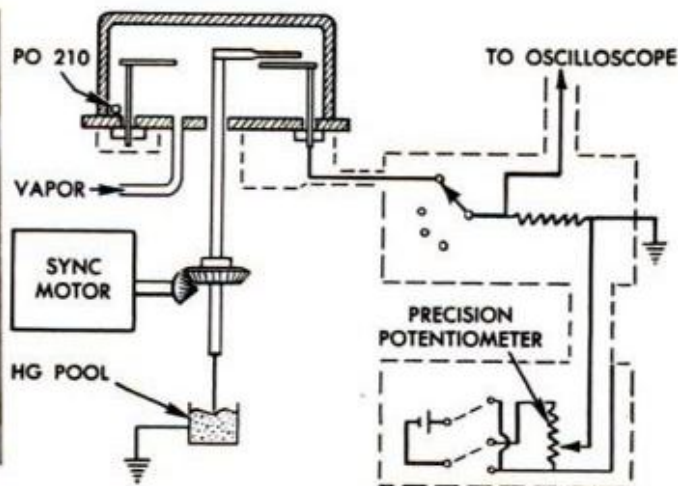 PO 210
TO OSCILLOSCOPE
VAPOR
SYNC
MOTOR
PRECISION
POTENTIOMETER
HG POOL